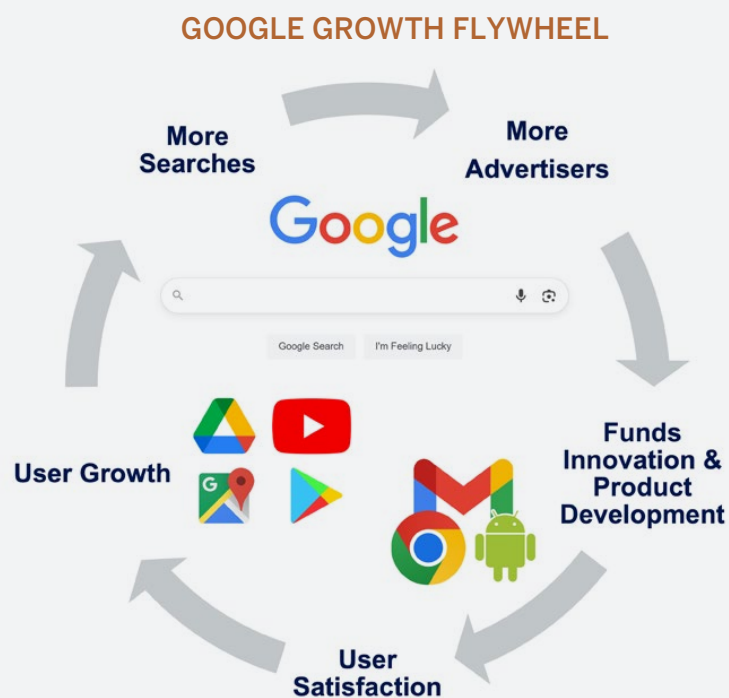 GOOGLE GROWTH FLYWHEEL
More
Searches
More
Advertisers
Google
Google Search
I'm Feeling Lucky
User Growth
G
Funds
Innovation &
Product
Development
User
Satisfaction